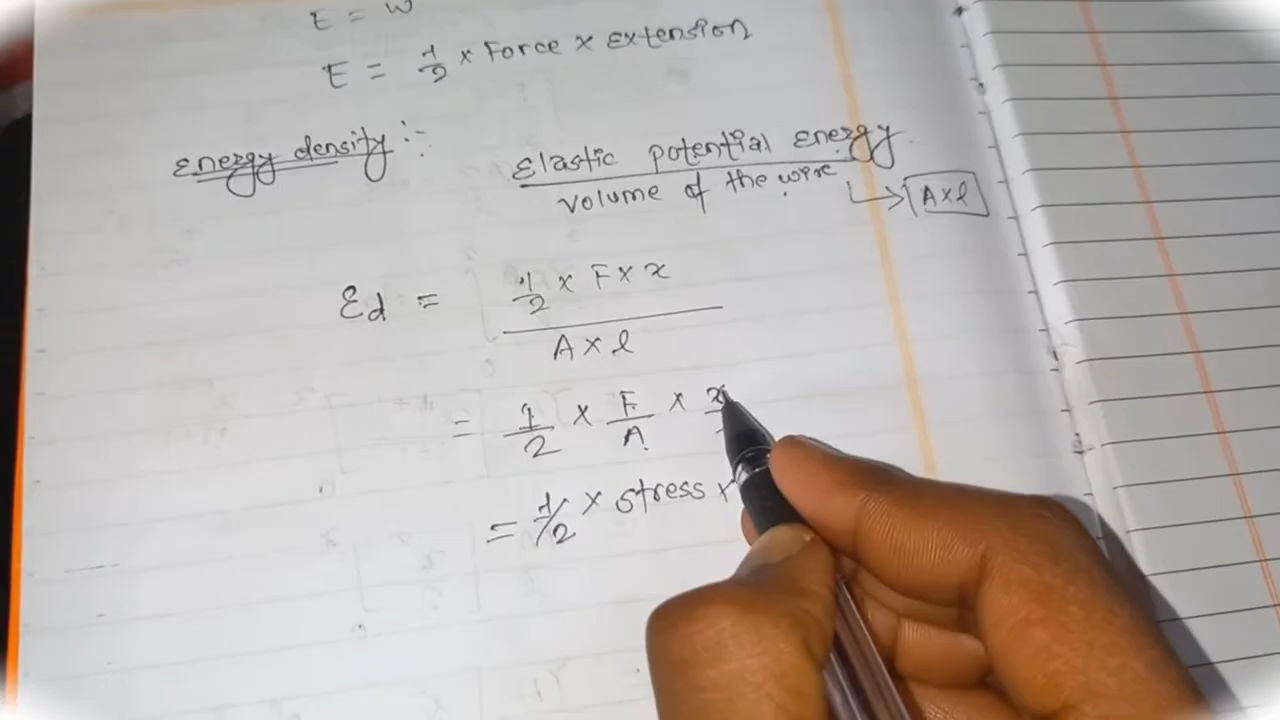 E = W
E = 1/2 × Force × Extension
Energy density :-
Elastic potential energy
volume of the wire → A×l
Ed = 1/2 × F × x
A × l
= 1/2 × F/A × x
= 1/2 × stress ×